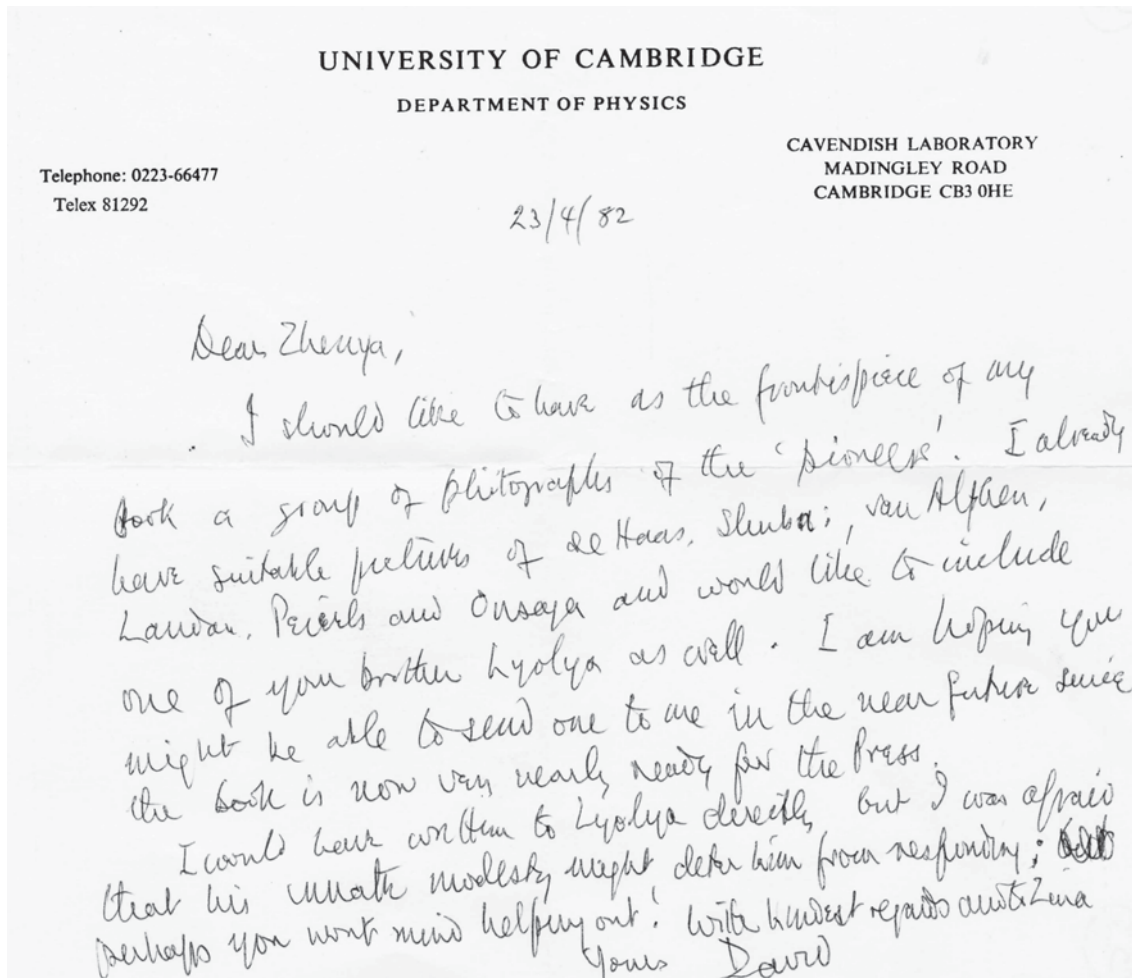 UNIVERSITY OF CAMBRIDGE
DEPARTMENT OF PHYSICS
CAVENDISH LABORATORY
MADINGLEY ROAD
CAMBRIDGE CB3 0HE
Telephone: 0223-66477
Telex 81292
23/4/82
Dear Zhenya,
I should like to have as the frontispiece of my
book a group of photographs of the 'pioneers'. I already
have suitable pictures of de Haas, van Alphen,
Landau, Peierls and Onsager and would like to include
one of your brother Lyolya as well. I am hoping you
might be able to send one to me in the near future since
the book is now very nearly ready for the Press.
I would have written to Lyolya directly but I was afraid
that his innate modesty might deter him from responding;
perhaps you wont mind helping out! With kindest regards Zina
Yours David